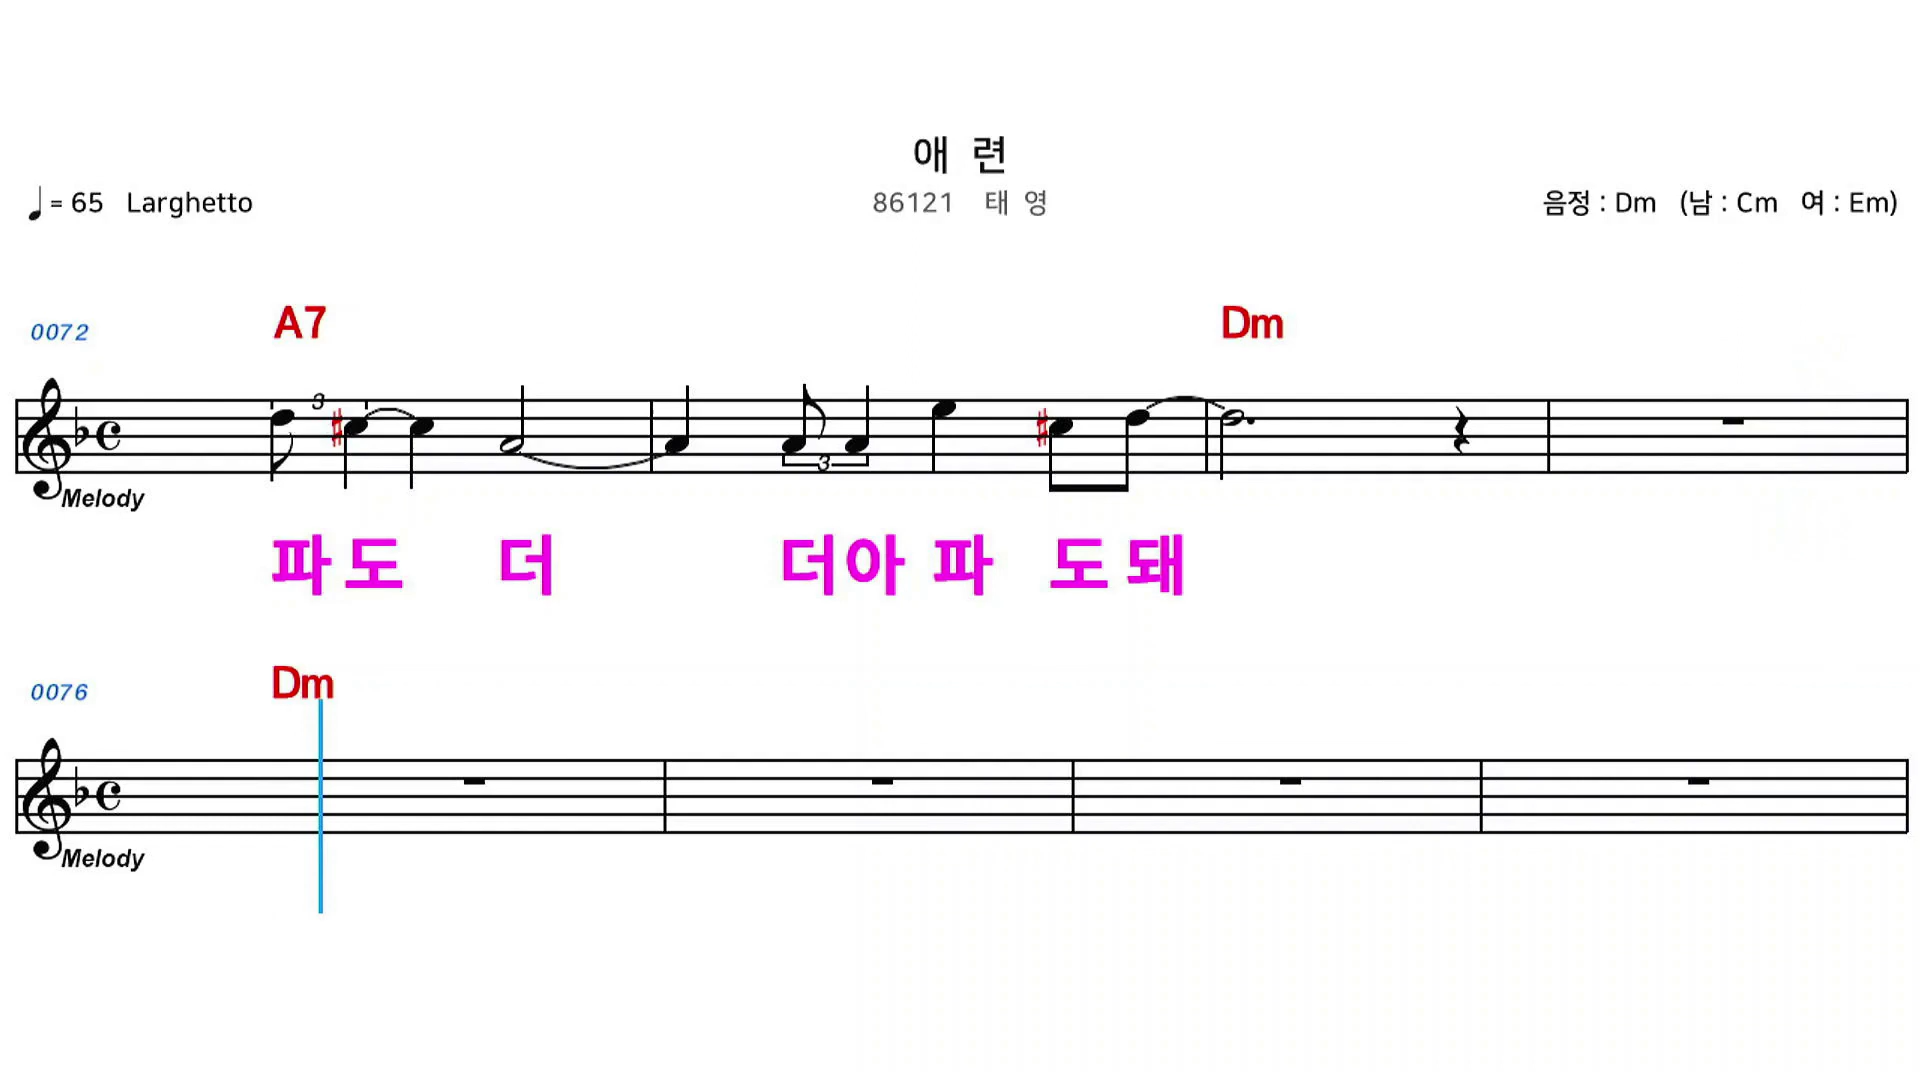 애 련
♩= 65 Larghetto 86121 태 영 음정 : Dm (남 : Cm 여 : Em)
0072 A7 Dm
3
3
Melody
파 도 더 더 아 파 도 돼
0076 Dm
Melody